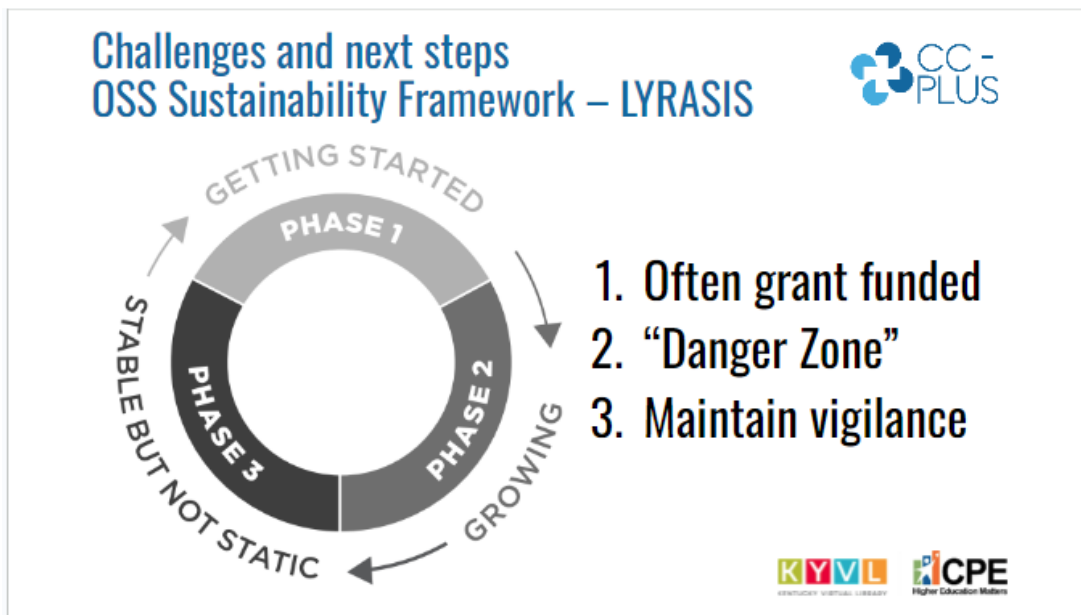 Challenges and next steps
OSS Sustainability Framework – LYRASIS
CC -
PLUS
GETTING STARTED
PHASE 1
PHASE 2
GROWING
PHASE 3
STABLE BUT NOT STATIC
1. Often grant funded
2. “Danger Zone”
3. Maintain vigilance
KYVL
KENTUCKY VIRTUAL LIBRARY
CPE
Higher Education Matters